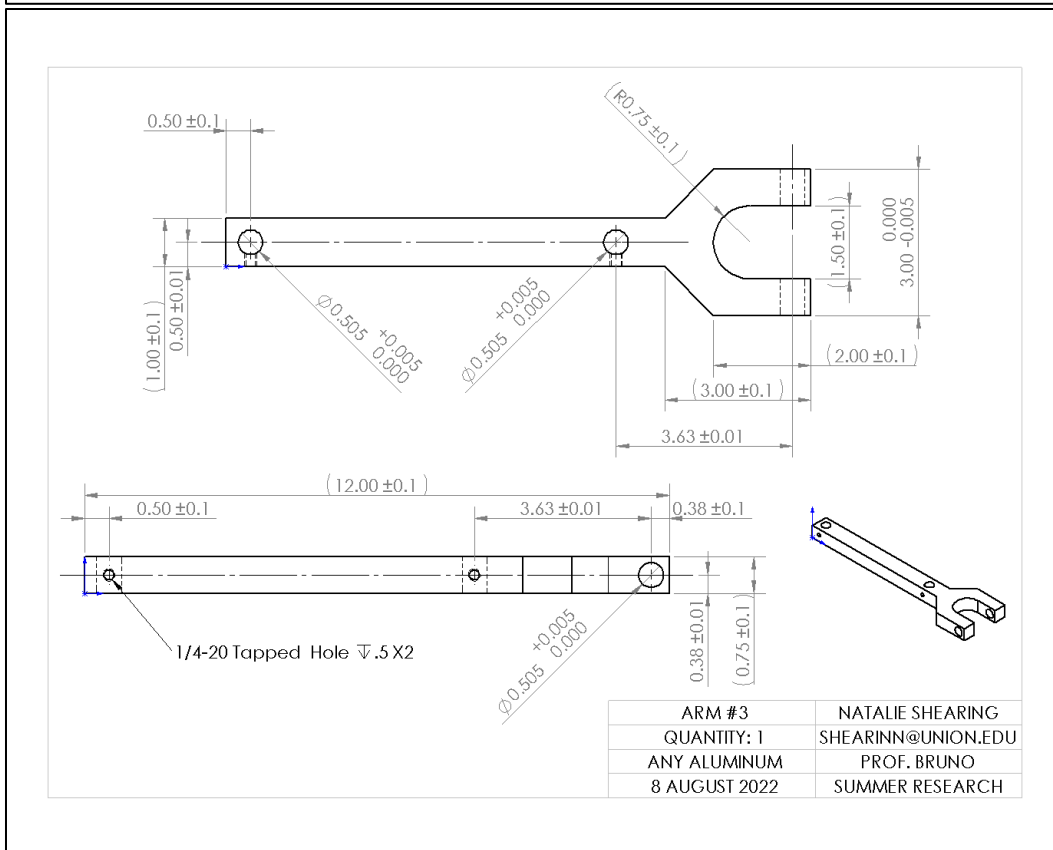 0.50 ±0.1
(R0.75 ±0.1)
(1.00 ±0.1)
0.50 ±0.01
Ø0.505 +0.005
0.000
Ø0.505 +0.005
0.000
(1.50 ±0.1)
0.000
3.00 -0.005
(2.00 ±0.1)
(3.00 ±0.1)
3.63 ±0.01
(12.00 ±0.1)
0.50 ±0.1
3.63 ±0.01
0.38 ±0.1
1/4-20 Tapped Hole ↧.5 X2
Ø0.505 +0.005
0.000
0.38 ±0.01
(0.75 ±0.1)
ARM #3 NATALIE SHEARING
QUANTITY: 1 SHEARINN@UNION.EDU
ANY ALUMINUM PROF. BRUNO
8 AUGUST 2022 SUMMER RESEARCH